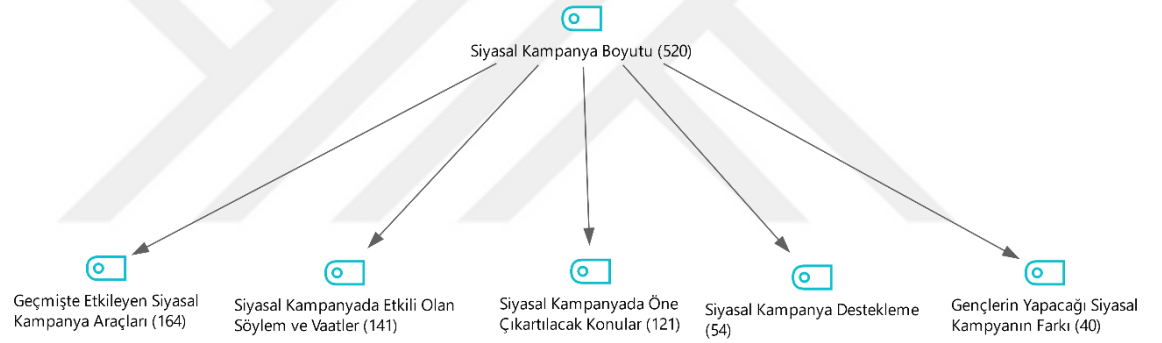 Siyasal Kampanya Boyutu (520)
Geçmişte Etkileyen Siyasal
Kampanya Araçları (164)
Siyasal Kampanyada Etkili Olan
Söylem ve Vaatler (141)
Siyasal Kampanyada Öne
Çıkartılacak Konular (121)
Siyasal Kampanya Destekleme
(54)
Gençlerin Yapacağı Siyasal
Kampyanın Farkı (40)